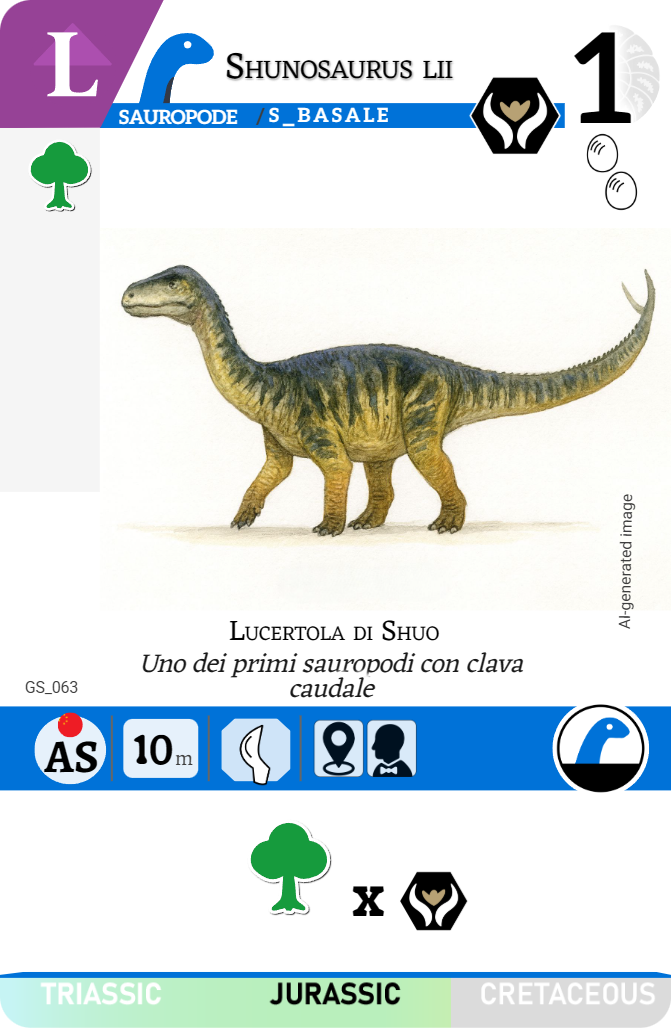 L
Shunosaurus lii
1
SAUROPODE / S_BASALE
AI-generated image
Lucertola di Shuo
Uno dei primi sauropodi con clava
caudale
GS_063
AS
10 m
x
TRIASSIC JURASSIC CRETACEOUS